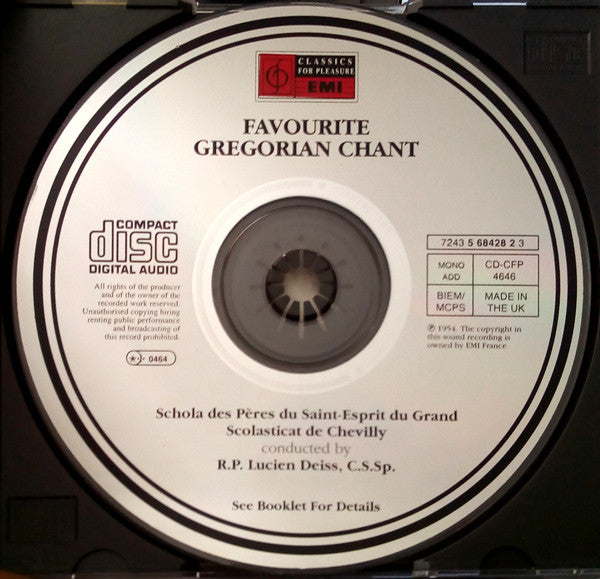 CLASSICS
FOR PLEASURE
EMI
FAVOURITE
GREGORIAN CHANT
COMPACT
disc
DIGITAL AUDIO
All rights of the producer
and of the owner of the
recorded work reserved.
Unauthorised copying hiring
renting public performance
and broadcasting of
this record prohibited.
0464
7243 5 68428 2 3
MONO
ADD
CD-CFP
4646
BIEM/
MCPS
MADE IN
THE UK
℗ 1954 The copyright in
this sound recording is
owned by EMI France.
Schola des Pères du Saint-Esprit du Grand
Scolasticat de Chevilly
conducted by
R.P. Lucien Deiss, C.S.Sp.
See Booklet For Details